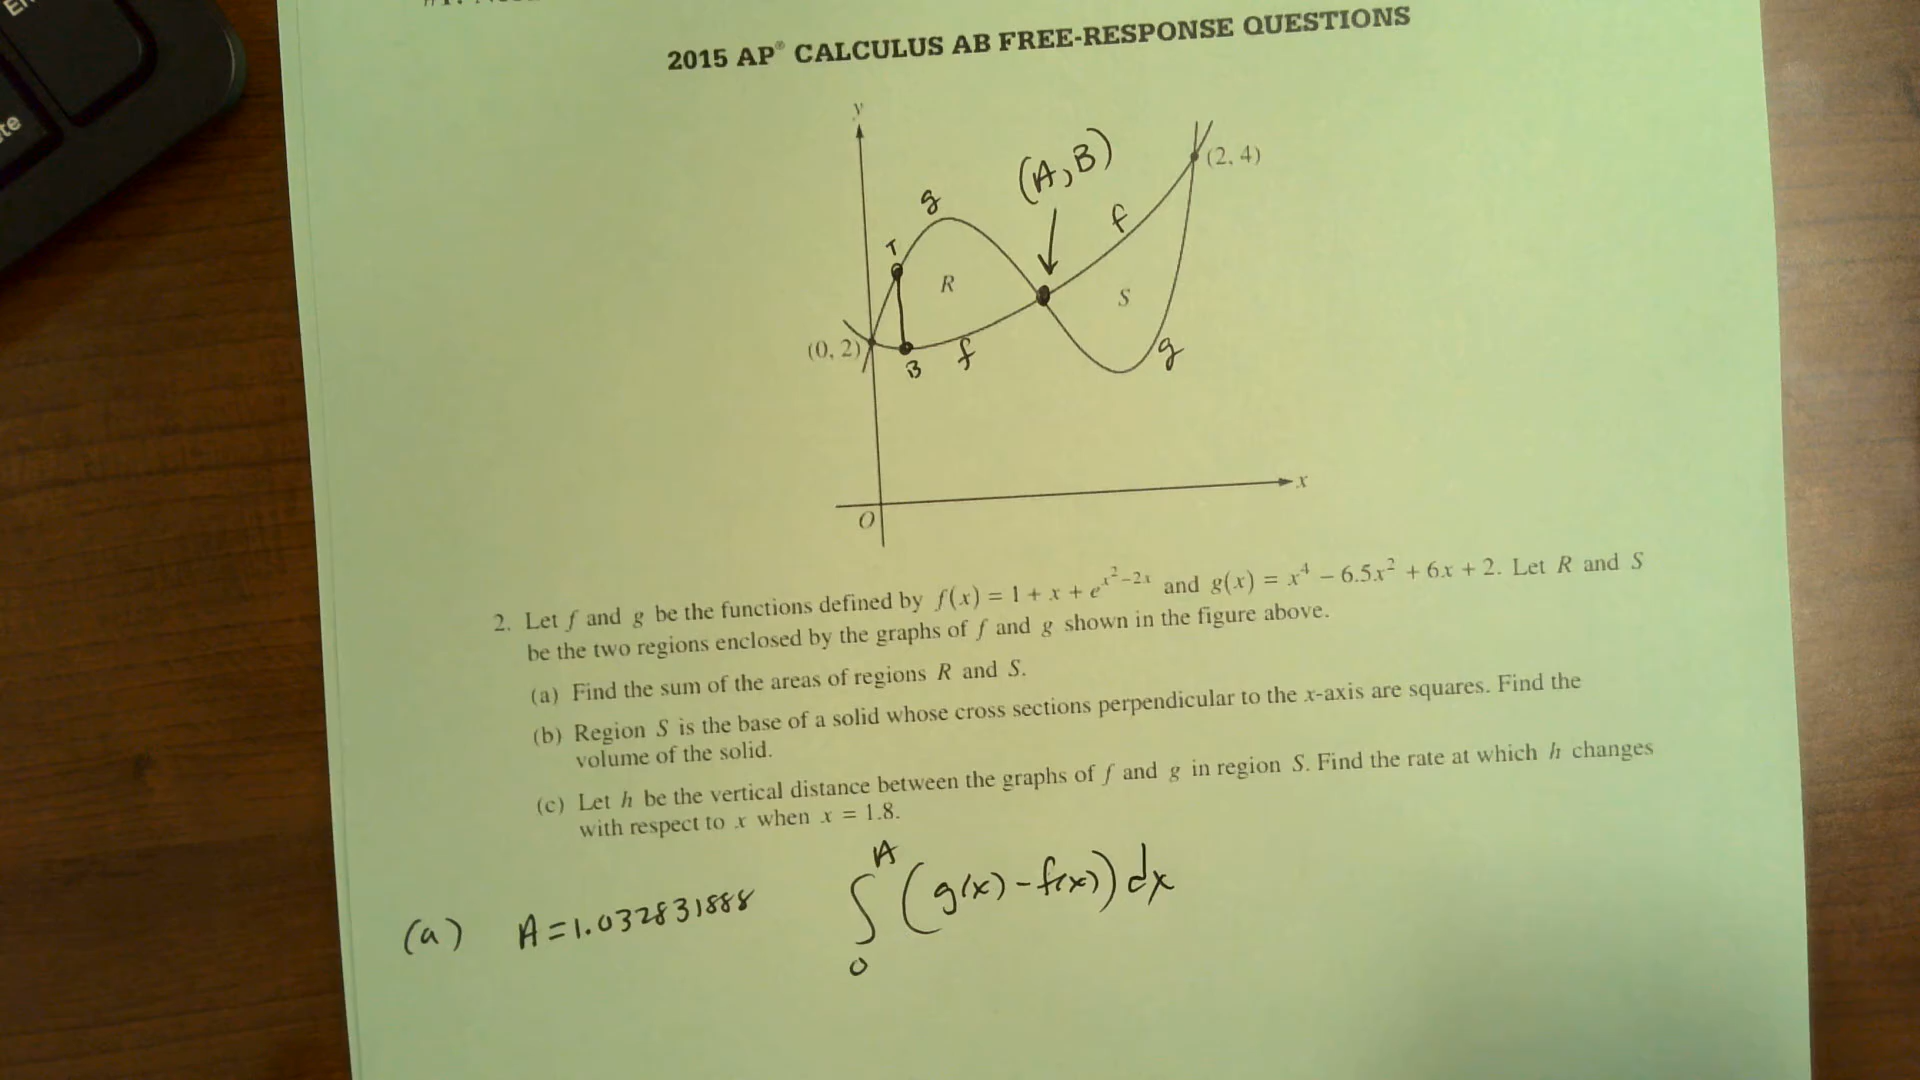 2015 AP® CALCULUS AB FREE-RESPONSE QUESTIONS
y
(A, B)
(2, 4)
g
f
T
R
S
(0, 2)
B
f
g
x
O
2. Let f and g be the functions defined by f(x) = 1 + x + e^(x²−2x) and g(x) = x⁴ − 6.5x² + 6x + 2. Let R and S
be the two regions enclosed by the graphs of f and g shown in the figure above.
(a) Find the sum of the areas of regions R and S.
(b) Region S is the base of a solid whose cross sections perpendicular to the x-axis are squares. Find the
volume of the solid.
(c) Let h be the vertical distance between the graphs of f and g in region S. Find the rate at which h changes
with respect to x when x = 1.8.
(a) A = 1.032831888 ∫₀ᴬ (g(x) − f(x)) dx